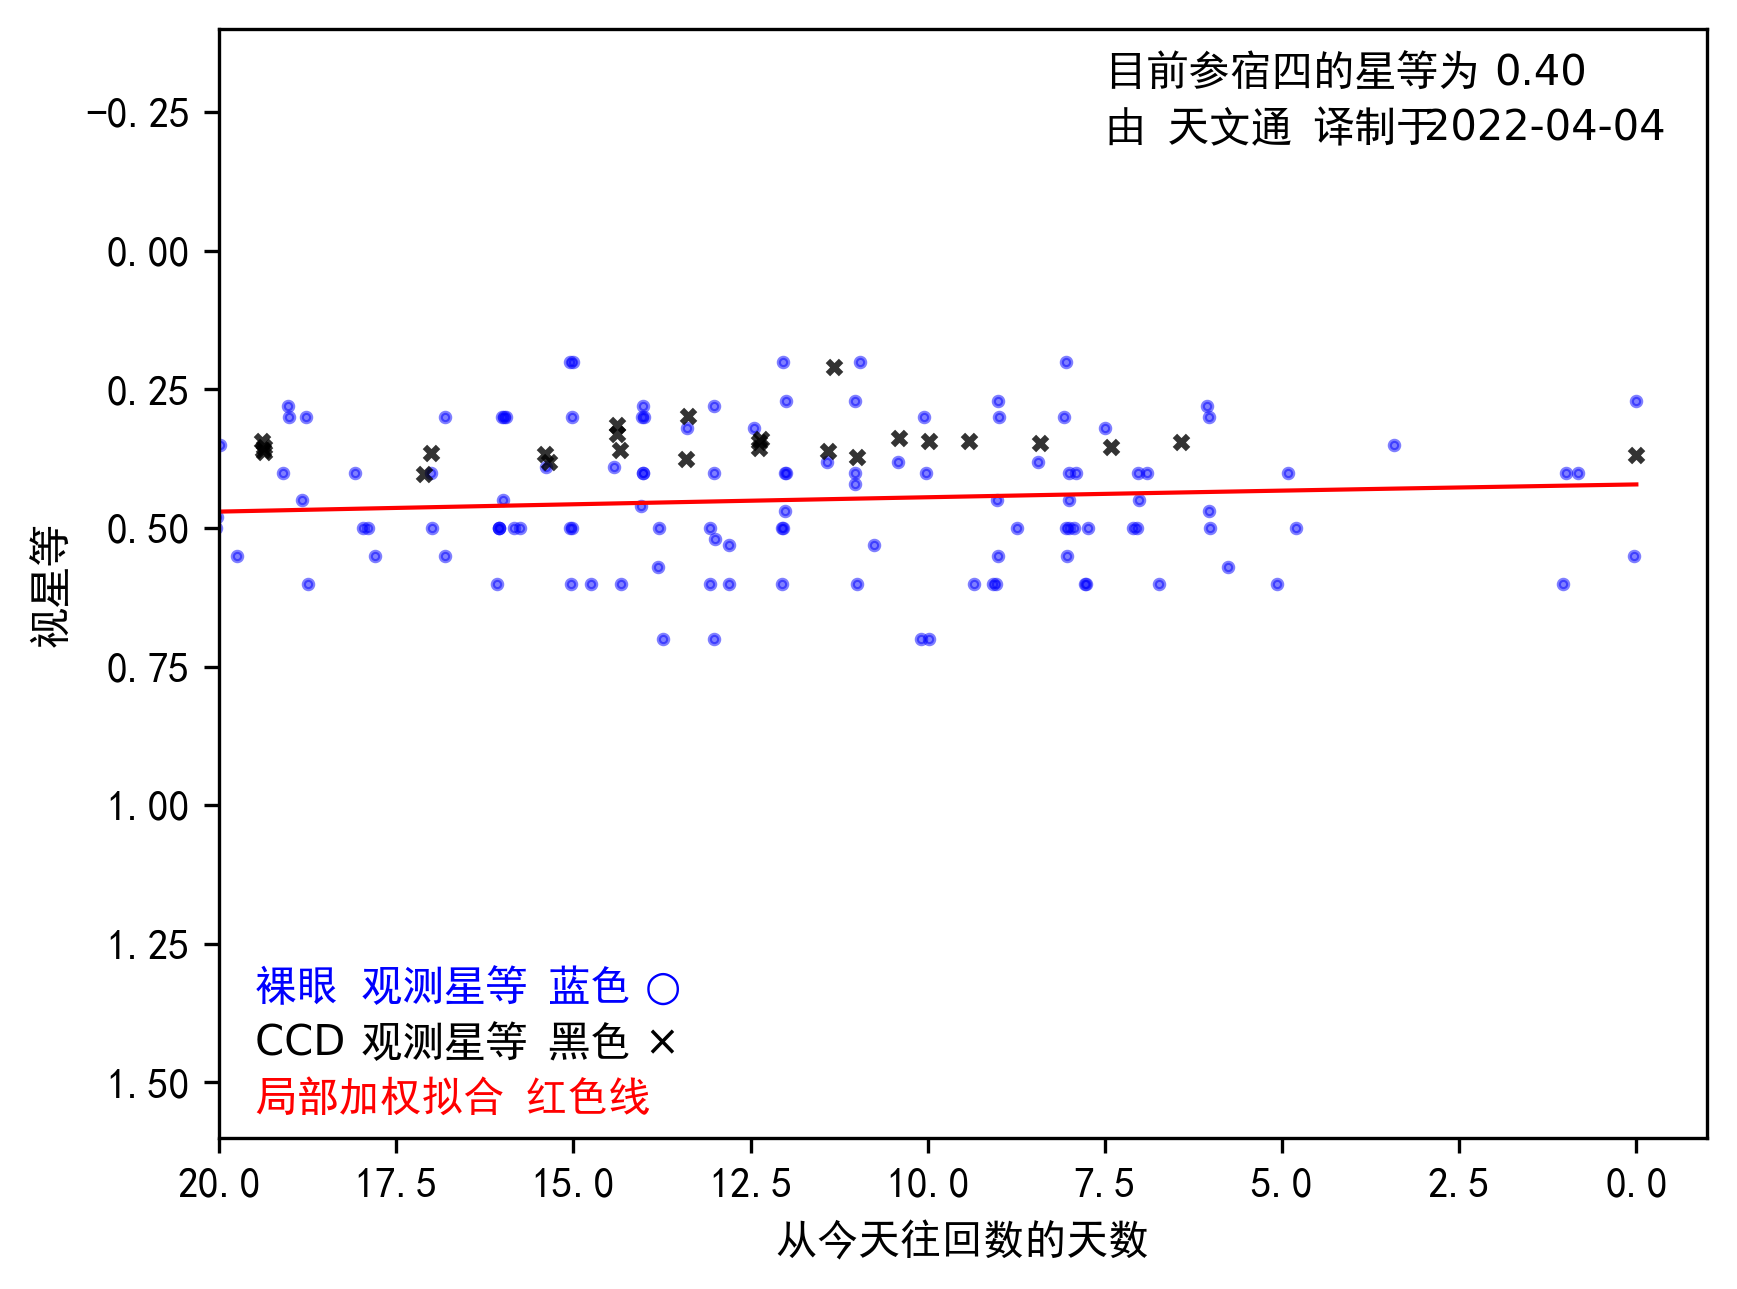 目前参宿四的星等为 0.40
由 天文通 译制于2022-04-04
−0.25
0.00
0.25
0.50
0.75
1.00
1.25
1.50
视星等
裸眼 观测星等 蓝色 ○
CCD 观测星等 黑色 ×
局部加权拟合 红色线
20.0 17.5 15.0 12.5 10.0 7.5 5.0 2.5 0.0
从今天往回数的天数